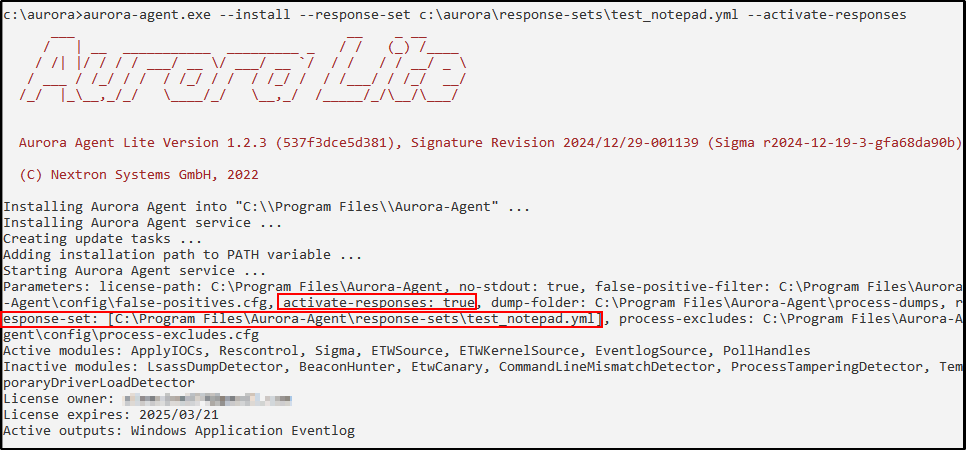 c:\aurora>aurora-agent.exe --install --response-set c:\aurora\response-sets\test_notepad.yml --activate-responses
Aurora Lite
Aurora Agent Lite Version 1.2.3 (537f3dce5d381), Signature Revision 2024/12/29-001139 (Sigma r2024-12-19-3-gfa68da90b)
(C) Nextron Systems GmbH, 2022
Installing Aurora Agent into "C:\\Program Files\\Aurora-Agent" ...
Installing Aurora Agent service ...
Creating update tasks ...
Adding installation path to PATH variable ...
Starting Aurora Agent service ...
Parameters: license-path: C:\Program Files\Aurora-Agent, no-stdout: true, false-positive-filter: C:\Program Files\Aurora
-Agent\config\false-positives.cfg, activate-responses: true, dump-folder: C:\Program Files\Aurora-Agent\process-dumps, r
esponse-set: [C:\Program Files\Aurora-Agent\response-sets\test_notepad.yml], process-excludes: C:\Program Files\Aurora-A
gent\config\process-excludes.cfg
Active modules: ApplyIOCs, Rescontrol, Sigma, ETWSource, ETWKernelSource, EventlogSource, PollHandles
Inactive modules: LsassDumpDetector, BeaconHunter, EtwCanary, CommandLineMismatchDetector, ProcessTamperingDetector, Tem
poraryDriverLoadDetector
License owner:
License expires: 2025/03/21
Active outputs: Windows Application Eventlog